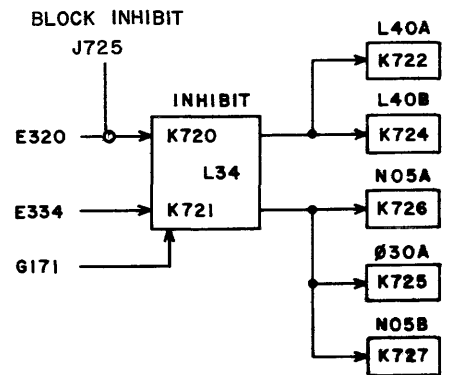 BLOCK INHIBIT
J725
L40A
K722
INHIBIT
L40B
E320
K720
K724
L34
N05A
E334
K721
K726
G171
Ø30A
K725
N05B
K727